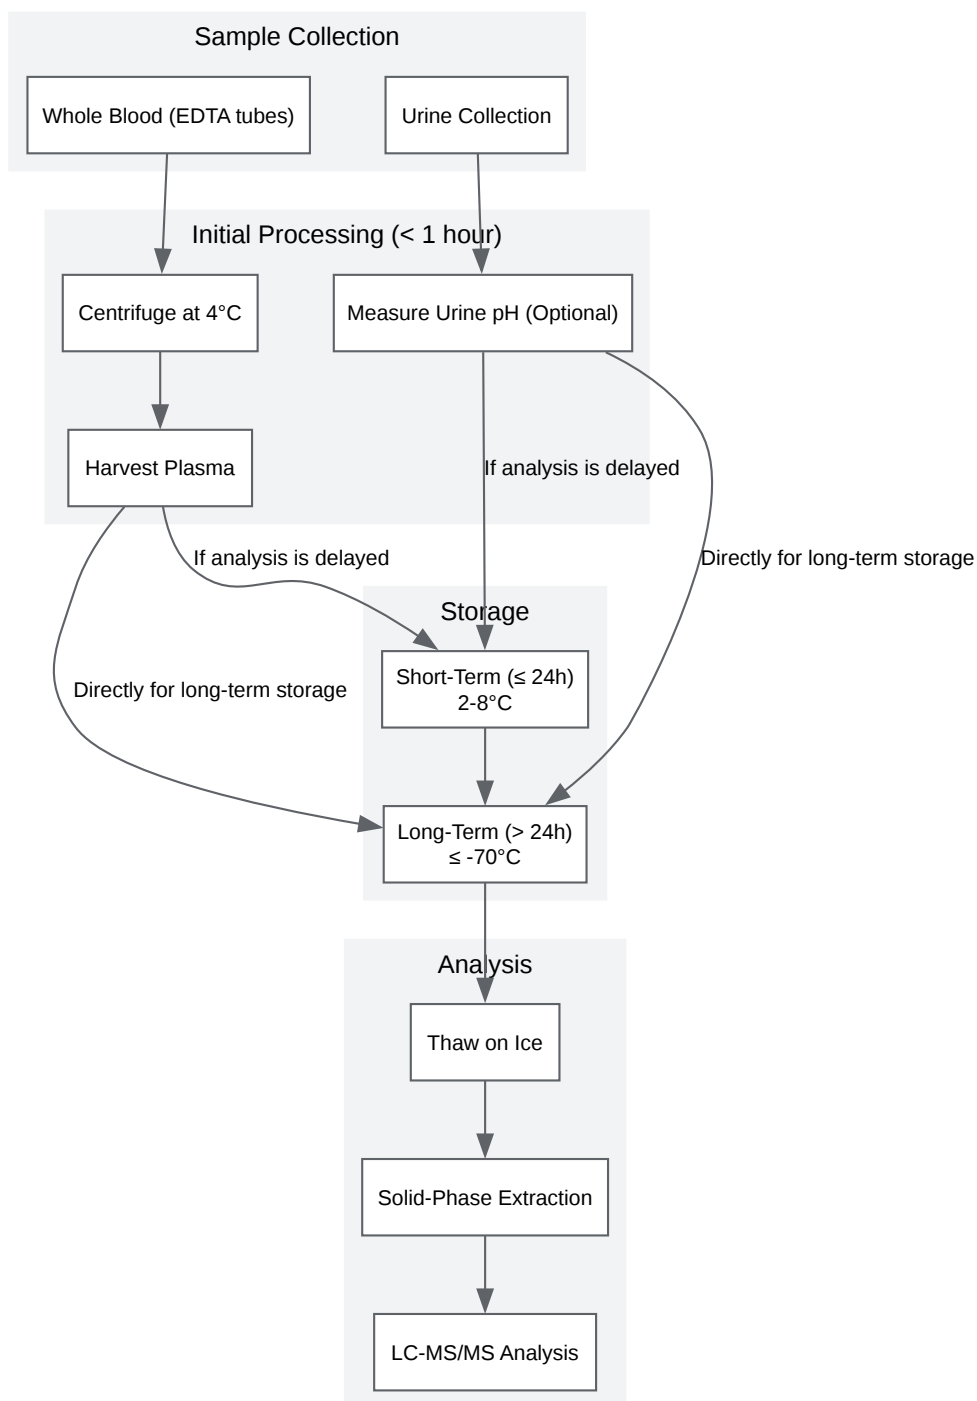 Sample Collection
Whole Blood (EDTA tubes)
Urine Collection
Initial Processing (< 1 hour)
Centrifuge at 4°C
Measure Urine pH (Optional)
Harvest Plasma
If analysis is delayed
If analysis is delayed
Directly for long-term storage
Storage
Short-Term (≤ 24h)
2-8°C
Directly for long-term storage
Long-Term (> 24h)
≤ -70°C
Analysis
Thaw on Ice
Solid-Phase Extraction
LC-MS/MS Analysis